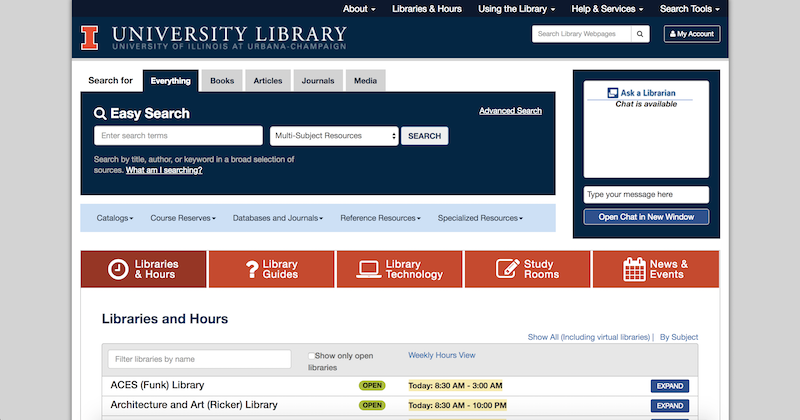 About
Libraries & Hours
Using the Library
Help & Services
Search Tools
I UNIVERSITY LIBRARY
UNIVERSITY OF ILLINOIS AT URBANA-CHAMPAIGN
Search Library Webpages
My Account
Search for
Everything
Books
Articles
Journals
Media
Easy Search
Advanced Search
Enter search terms
Multi-Subject Resources
SEARCH
Search by title, author, or keyword in a broad selection of
sources. What am I searching?
Ask a Librarian
Chat is available
Type your message here
Open Chat in New Window
Catalogs
Course Reserves
Databases and Journals
Reference Resources
Specialized Resources
Libraries
& Hours
Library
Guides
Library
Technology
Study
Rooms
News &
Events
Libraries and Hours
Show All (Including virtual libraries) | By Subject
Filter libraries by name
Show only open
libraries
Weekly Hours View
ACES (Funk) Library
OPEN
Today: 8:30 AM - 3:00 AM
EXPAND
Architecture and Art (Ricker) Library
OPEN
Today: 8:30 AM - 10:00 PM
EXPAND